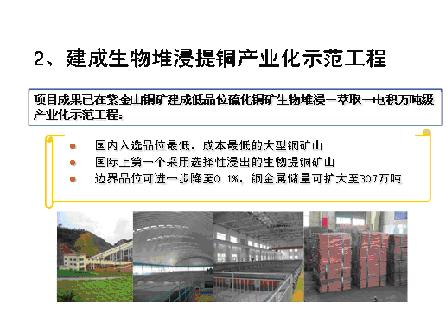 2、建成生物堆浸提铜产业化示范工程
项目成果已在紫金山铜矿建成低品位硫化铜矿生物堆浸—萃取—电积万吨级
产业化示范工程。
国内入选品位最低、成本最低的大型铜矿山
国际上第一个采用选择性浸出的生物提铜矿山
边界品位可进一步降至0.1%，铜金属储量可扩大至307万吨